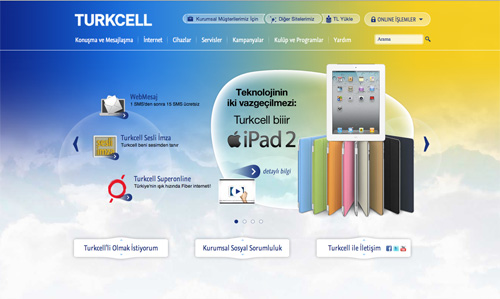 TURKCELL
Kurumsal Müşterilerimiz İçin
Diğer Sitelerimiz
TL Yükle
ONLINE İŞLEMLER
Konuşma ve Mesajlaşma
İnternet
Cihazlar
Servisler
Kampanyalar
Kulüp ve Programlar
Yardım
Arama
WebMesaj
1 SMS'ten sonra 15 SMS ücretsiz
Turkcell Sesli İmza
Turkcell beni sesimden tanır
Turkcell Superonline
Türkiye'nin ışık hızında Fiber interneti!
Teknolojinin
iki vazgeçilmezi:
Turkcell biiir
iPad 2
detaylı bilgi
Turkcell'li Olmak İstiyorum
Kurumsal Sosyal Sorumluluk
Turkcell ile İletişim